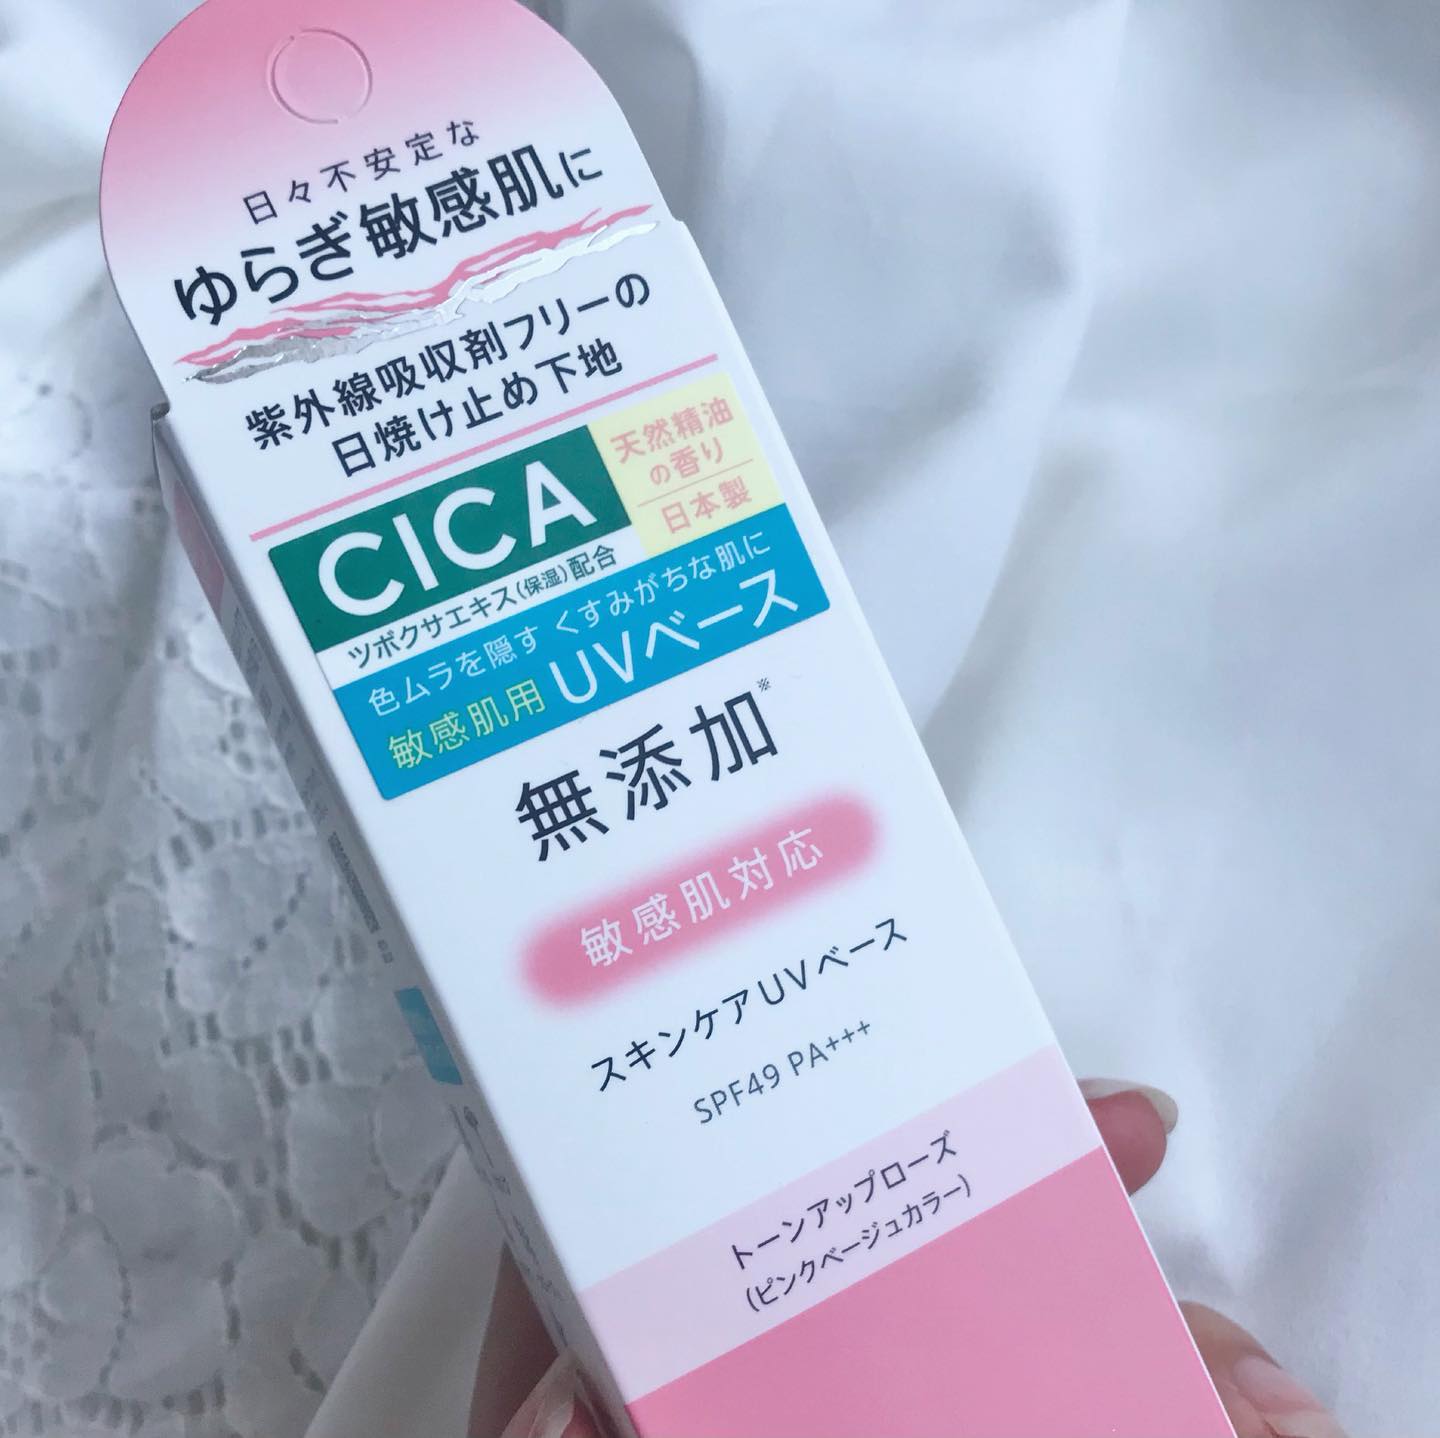 日々不安定な
ゆらぎ敏感肌に
紫外線吸収剤フリーの
日焼け止め下地
CICA
ツボクサエキス(保湿)配合
天然精油
の香り
日本製
色ムラを隠す くすみがちな肌に
敏感肌用 UVベース
無添加※
敏感肌対応
スキンケアUVベース
SPF49 PA+++
トーンアップローズ
(ピンクベージュカラー)